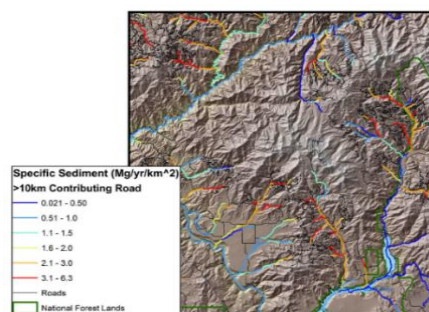 Specific Sediment (Mg/yr/km^2)
>10km Contributing Road
0.021 - 0.50
0.51 - 1.0
1.1 - 1.5
1.6 - 2.0
2.1 - 3.0
3.1 - 6.3
Roads
National Forest Lands